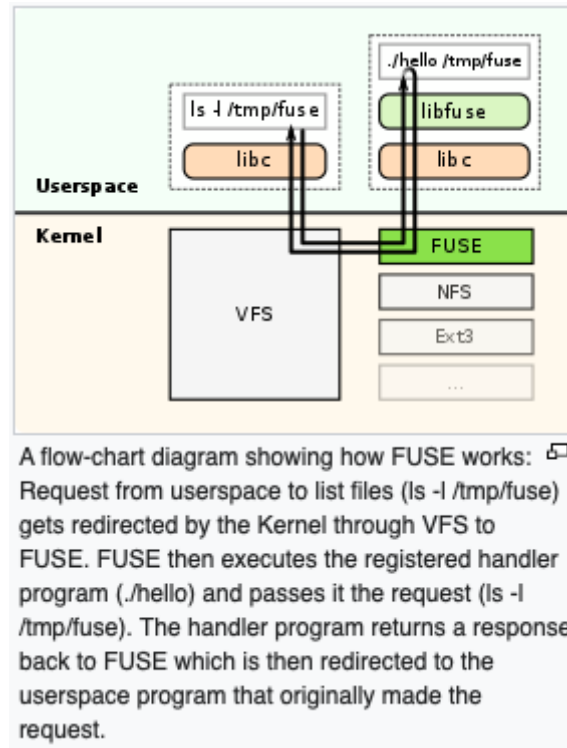 ./hello /tmp/fuse
ls -l /tmp/fuse
libfuse
libc
libc
Userspace
Kernel
FUSE
NFS
VFS
Ext3
...
A flow-chart diagram showing how FUSE works:
Request from userspace to list files (ls -l /tmp/fuse)
gets redirected by the Kernel through VFS to
FUSE. FUSE then executes the registered handler
program (./hello) and passes it the request (ls -l
/tmp/fuse). The handler program returns a response
back to FUSE which is then redirected to the
userspace program that originally made the
request.